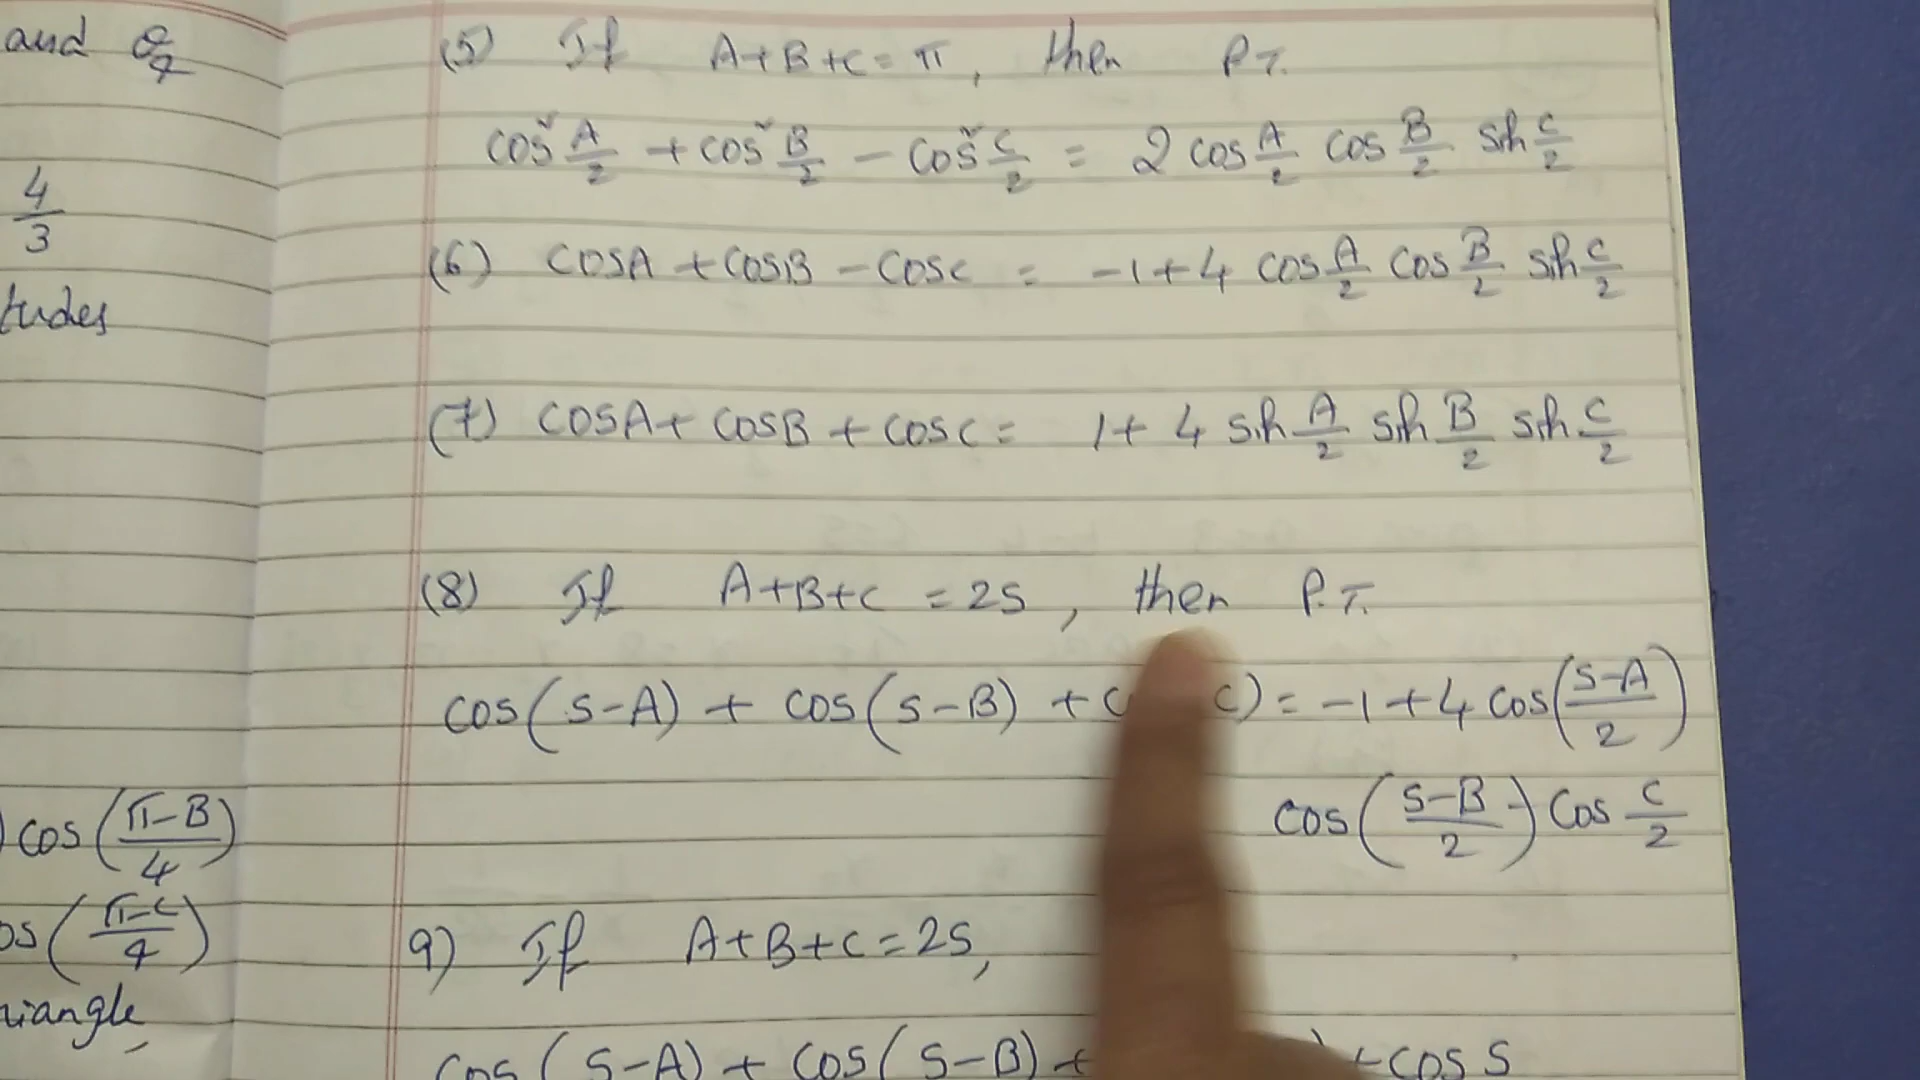 and a/4
4/3
tudes
cos(π-B/4)
os(π-C/4)
riangle,
(5) If A+B+C=π, then P.T.
cos² A/2 + cos² B/2 - cos² C/2 = 2 cos A/2 cos B/2 sin C/2
(6) cosA + cosB - cosC = -1+4 cos A/2 cos B/2 sin C/2
(7) cosA + cosB + cosC = 1+ 4 sin A/2 sin B/2 sin C/2
(8) If A+B+C = 2S, then P.T.
cos(S-A) + cos(S-B) + c C) = -1+4 cos(S-A/2)
cos(S-B/2) cos C/2
9) If A+B+C=2S,
cos(S-A) + cos(S-B) + ) +cos S